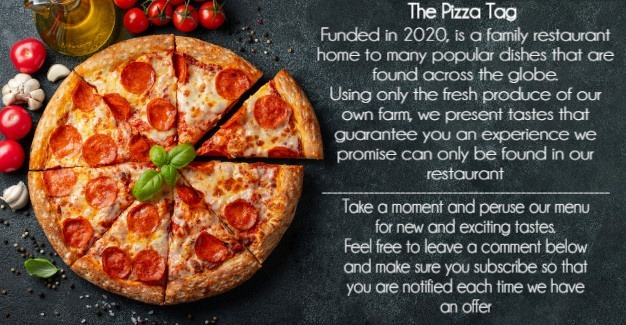 The Pizza Tag
Funded in 2020, is a family restaurant
home to many popular dishes that are
found across the globe.
Using only the fresh produce of our
own farm, we present tastes that
guarantee you an experience we
promise can only be found in our
restaurant
Take a moment and peruse our menu
for new and exciting tastes.
Feel free to leave a comment below
and make sure you subscribe so that
you are notified each time we have
an offer